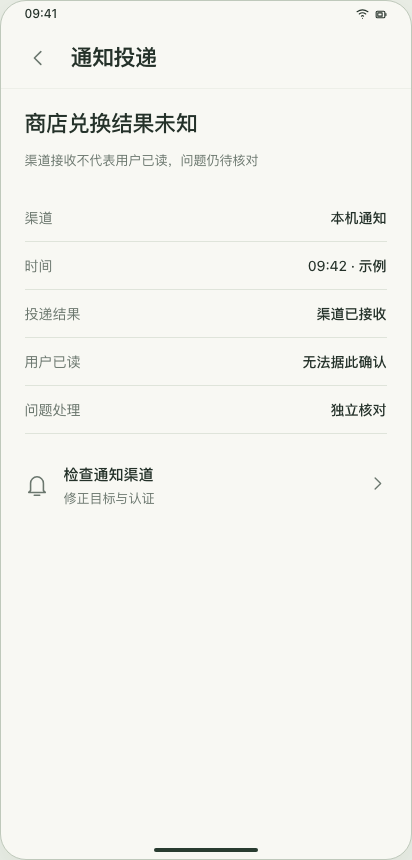 09:41
通知投递
商店兑换结果未知
渠道接收不代表用户已读，问题仍待核对
渠道 本机通知
时间 09:42 · 示例
投递结果 渠道已接收
用户已读 无法据此确认
问题处理 独立核对
检查通知渠道
修正目标与认证